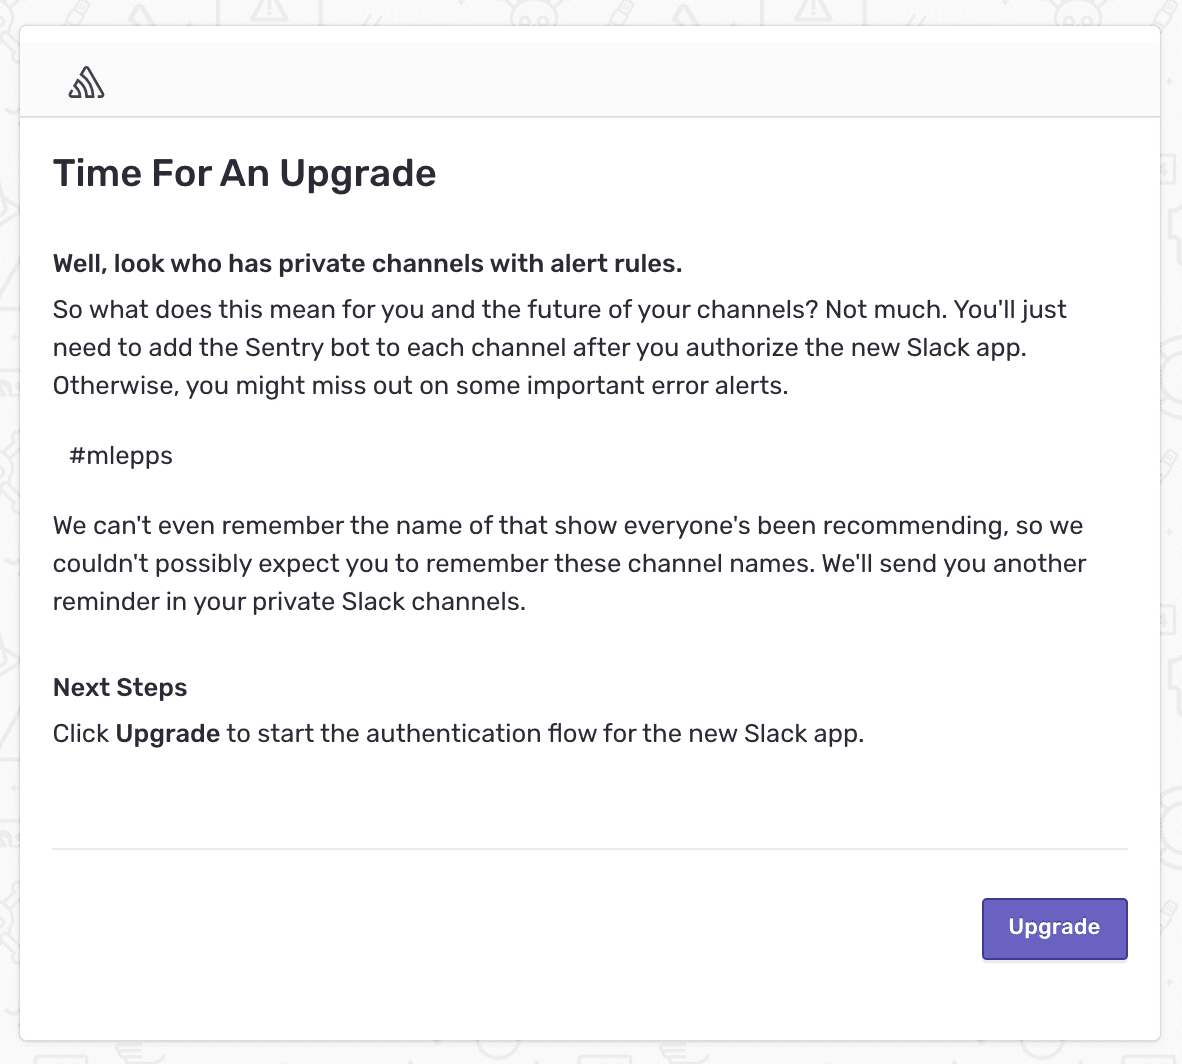 Time For An Upgrade
Well, look who has private channels with alert rules.
So what does this mean for you and the future of your channels? Not much. You'll just
need to add the Sentry bot to each channel after you authorize the new Slack app.
Otherwise, you might miss out on some important error alerts.
#mlepps
We can't even remember the name of that show everyone's been recommending, so we
couldn't possibly expect you to remember these channel names. We'll send you another
reminder in your private Slack channels.
Next Steps
Click Upgrade to start the authentication flow for the new Slack app.
Upgrade